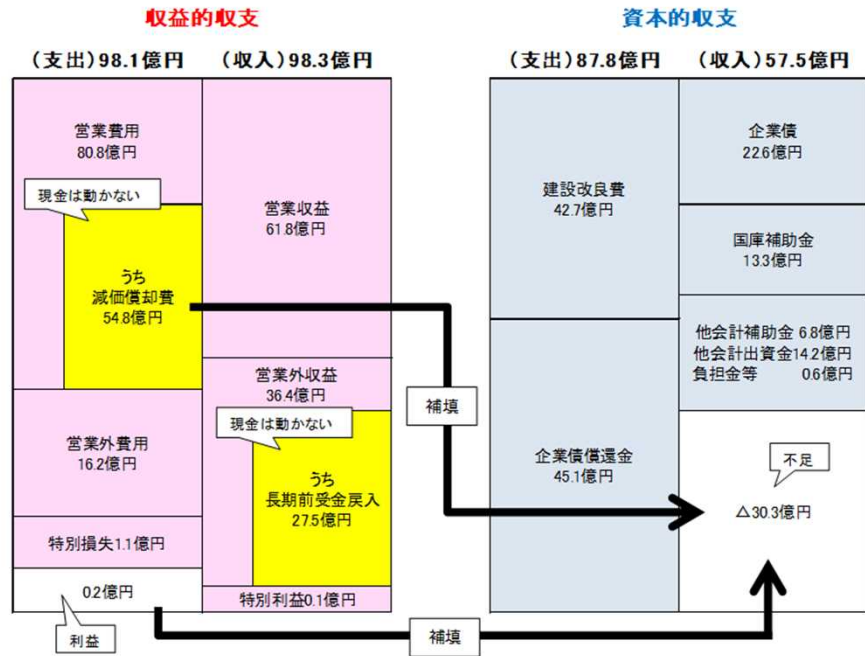 収益的収支
(支出)98.1億円
(収入)98.3億円
営業費用
80.8億円
現金は動かない
うち
減価償却費
54.8億円
営業外費用
16.2億円
特別損失1.1億円
0.2億円
利益
営業収益
61.8億円
営業外収益
36.4億円
現金は動かない
うち
長期前受金戻入
27.5億円
特別利益0.1億円
補填
補填
資本的収支
(支出)87.8億円
(収入)57.5億円
建設改良費
42.7億円
企業債償還金
45.1億円
企業債
22.6億円
国庫補助金
13.3億円
他会計補助金 6.8億円
他会計出資金14.2億円
負担金等 0.6億円
不足
△30.3億円